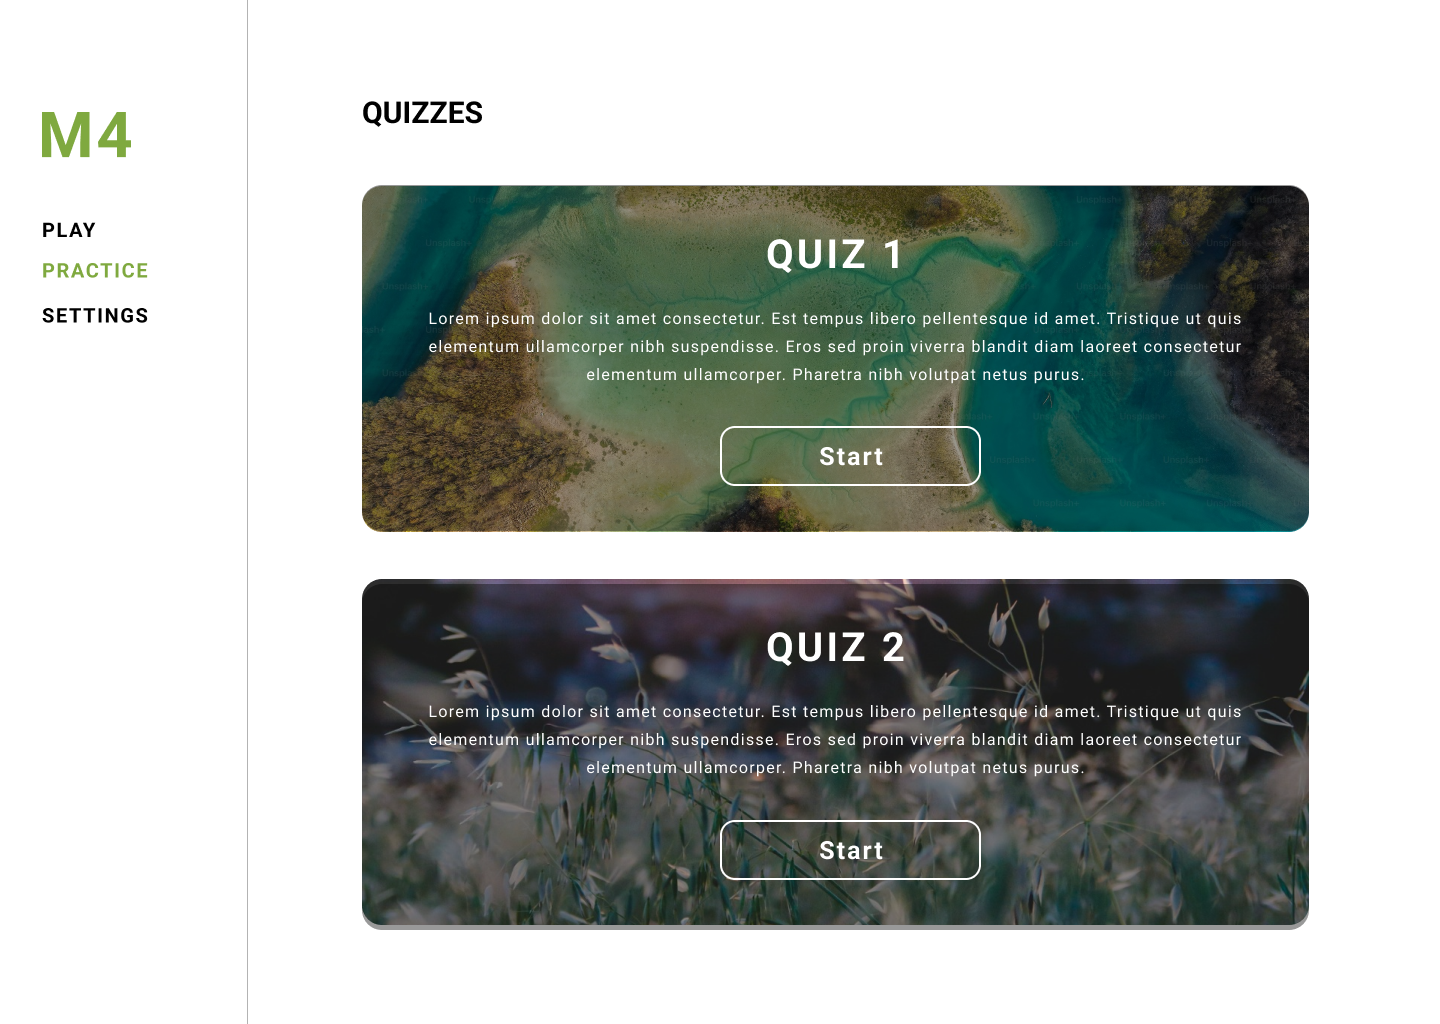 M4
PLAY
PRACTICE
SETTINGS
QUIZZES
QUIZ 1
Lorem ipsum dolor sit amet consectetur. Est tempus libero pellentesque id amet. Tristique ut quis
elementum ullamcorper nibh suspendisse. Eros sed proin viverra blandit diam laoreet consectetur
elementum ullamcorper. Pharetra nibh volutpat netus purus.
Start
QUIZ 2
Lorem ipsum dolor sit amet consectetur. Est tempus libero pellentesque id amet. Tristique ut quis
elementum ullamcorper nibh suspendisse. Eros sed proin viverra blandit diam laoreet consectetur
elementum ullamcorper. Pharetra nibh volutpat netus purus.
Start